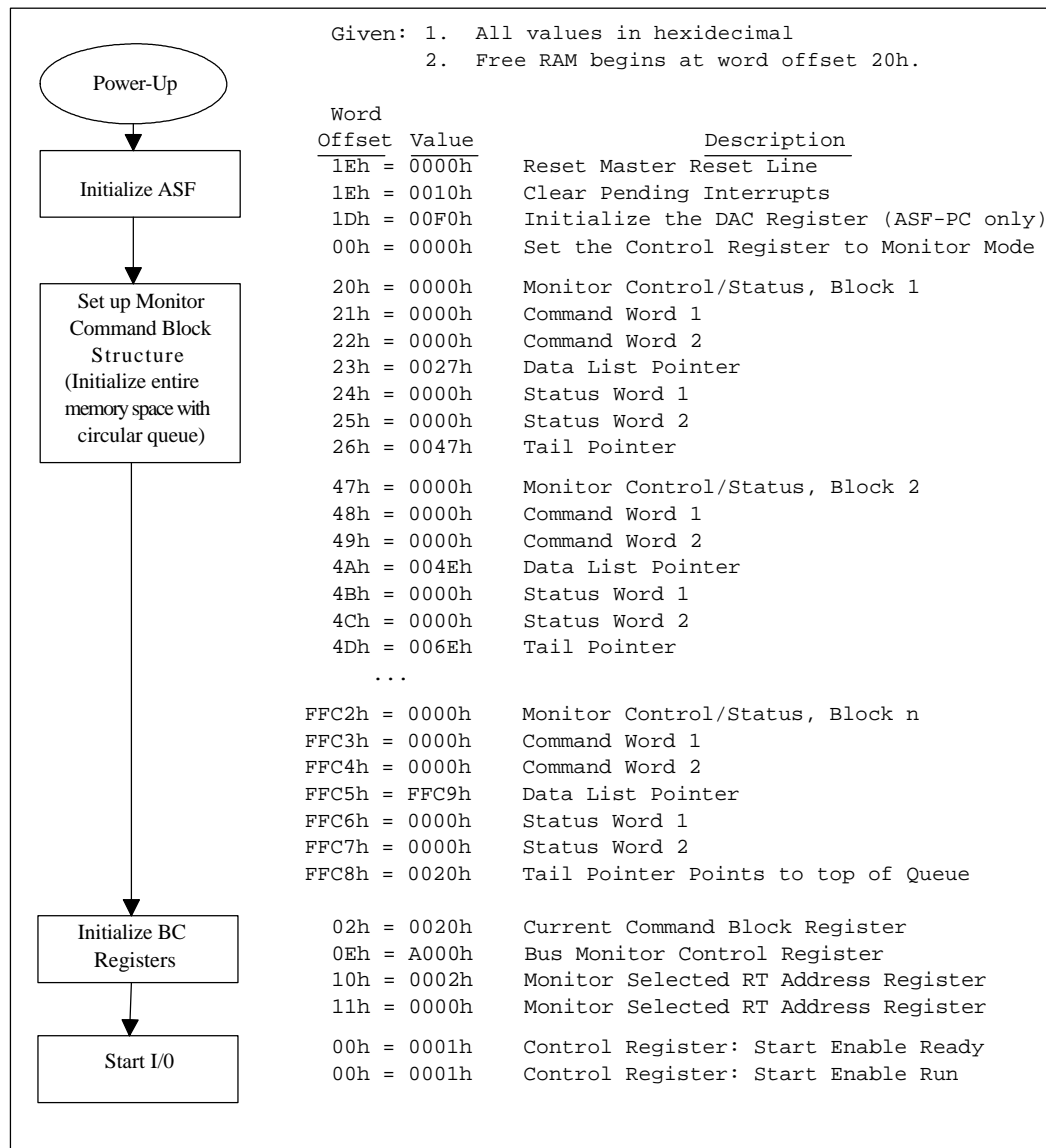 Given: 1. All values in hexidecimal
2. Free RAM begins at word offset 20h.
Power-Up
Initialize ASF
Set up Monitor
Command Block
Structure
(Initialize entire
memory space with
circular queue)
Initialize BC
Registers
Start I/0
Word
Offset Value Description
1Eh = 0000h Reset Master Reset Line
1Eh = 0010h Clear Pending Interrupts
1Dh = 00F0h Initialize the DAC Register (ASF-PC only)
00h = 0000h Set the Control Register to Monitor Mode
20h = 0000h Monitor Control/Status, Block 1
21h = 0000h Command Word 1
22h = 0000h Command Word 2
23h = 0027h Data List Pointer
24h = 0000h Status Word 1
25h = 0000h Status Word 2
26h = 0047h Tail Pointer
47h = 0000h Monitor Control/Status, Block 2
48h = 0000h Command Word 1
49h = 0000h Command Word 2
4Ah = 004Eh Data List Pointer
4Bh = 0000h Status Word 1
4Ch = 0000h Status Word 2
4Dh = 006Eh Tail Pointer
...
FFC2h = 0000h Monitor Control/Status, Block n
FFC3h = 0000h Command Word 1
FFC4h = 0000h Command Word 2
FFC5h = FFC9h Data List Pointer
FFC6h = 0000h Status Word 1
FFC7h = 0000h Status Word 2
FFC8h = 0020h Tail Pointer Points to top of Queue
02h = 0020h Current Command Block Register
0Eh = A000h Bus Monitor Control Register
10h = 0002h Monitor Selected RT Address Register
11h = 0000h Monitor Selected RT Address Register
00h = 0001h Control Register: Start Enable Ready
00h = 0001h Control Register: Start Enable Run